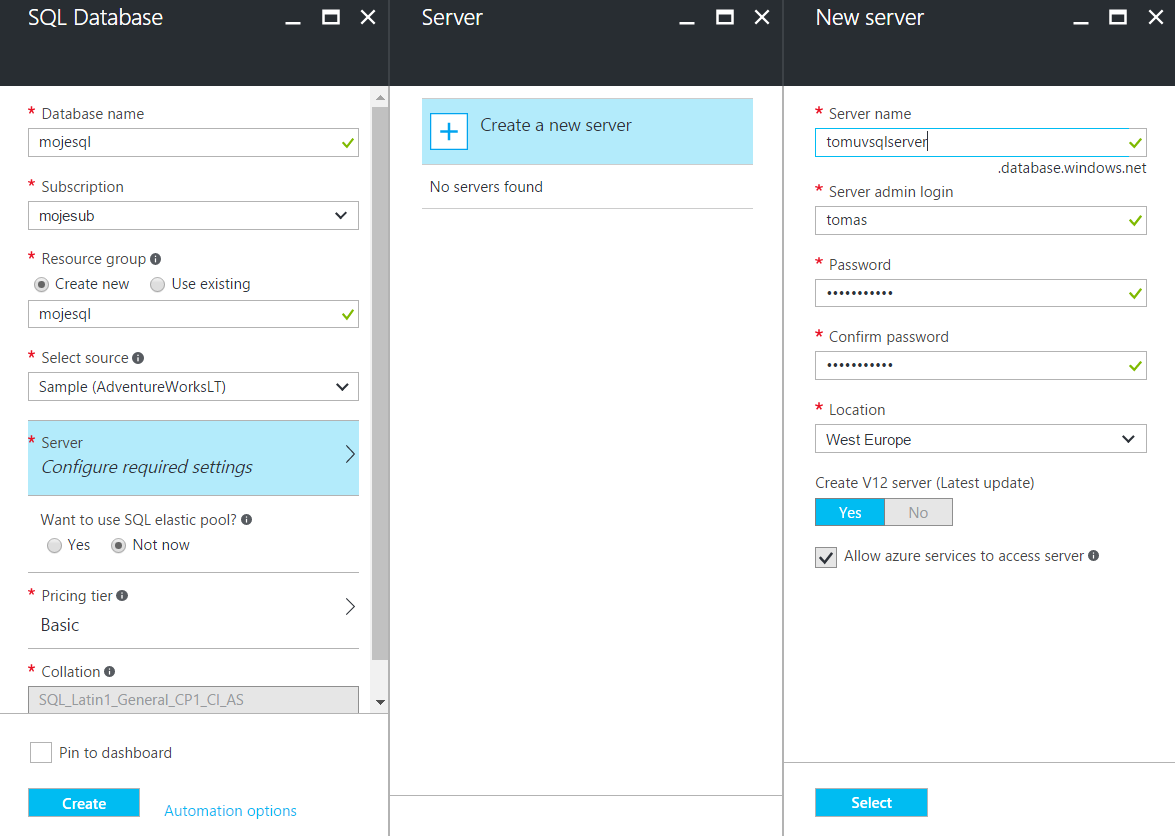 SQL Database
* Database name
mojesql
* Subscription
mojesub
* Resource group
Create new
Use existing
mojesql
* Select source
Sample (AdventureWorksLT)
* Server
Configure required settings
Want to use SQL elastic pool?
Yes
Not now
* Pricing tier
Basic
* Collation
SQL_Latin1_General_CP1_CI_AS
Pin to dashboard
Create
Automation options
Server
Create a new server
No servers found
New server
* Server name
tomuvsqlserver
.database.windows.net
* Server admin login
tomas
* Password
•••••••••••
* Confirm password
•••••••••••
* Location
West Europe
Create V12 server (Latest update)
Yes
No
Allow azure services to access server
Select